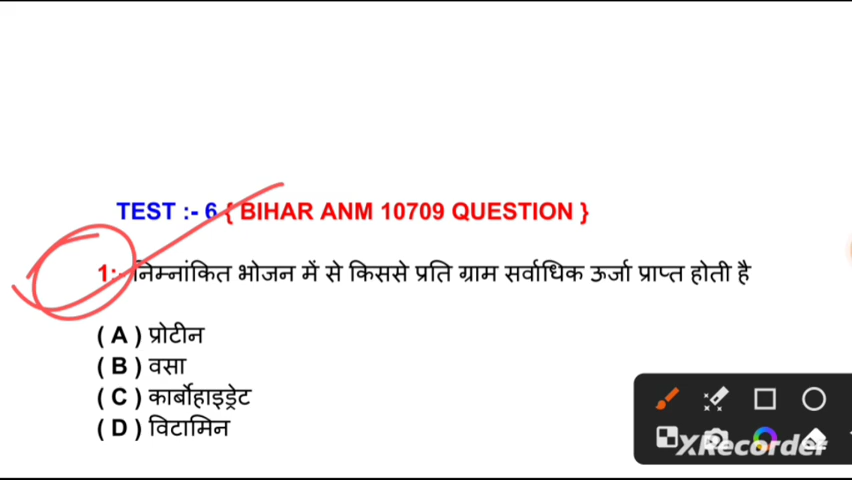 TEST :- 6 { BIHAR ANM 10709 QUESTION }
1:- निम्नांकित भोजन में से किससे प्रति ग्राम सर्वाधिक ऊर्जा प्राप्त होती है
( A ) प्रोटीन
( B ) वसा
( C ) कार्बोहाइड्रेट
( D ) विटामिन
XRecorder